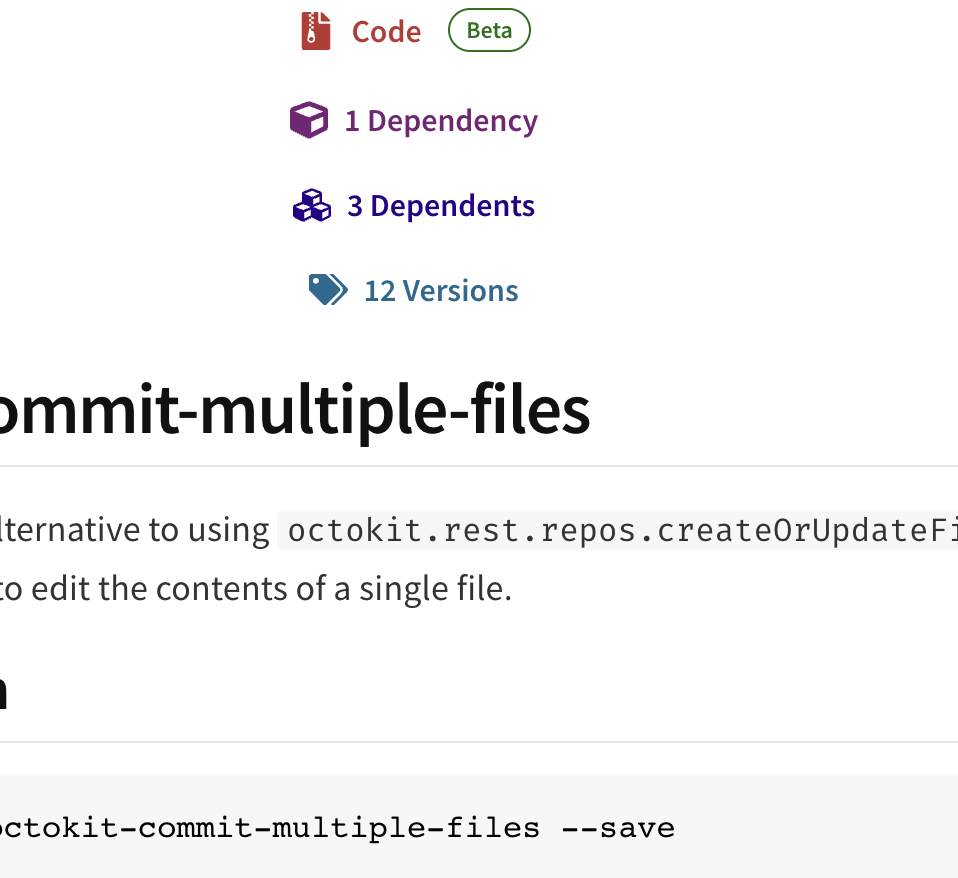 Code Beta
1 Dependency
3 Dependents
12 Versions
ommit-multiple-files
lternative to using octokit.rest.repos.createOrUpdateFi
to edit the contents of a single file.
n
octokit-commit-multiple-files --save